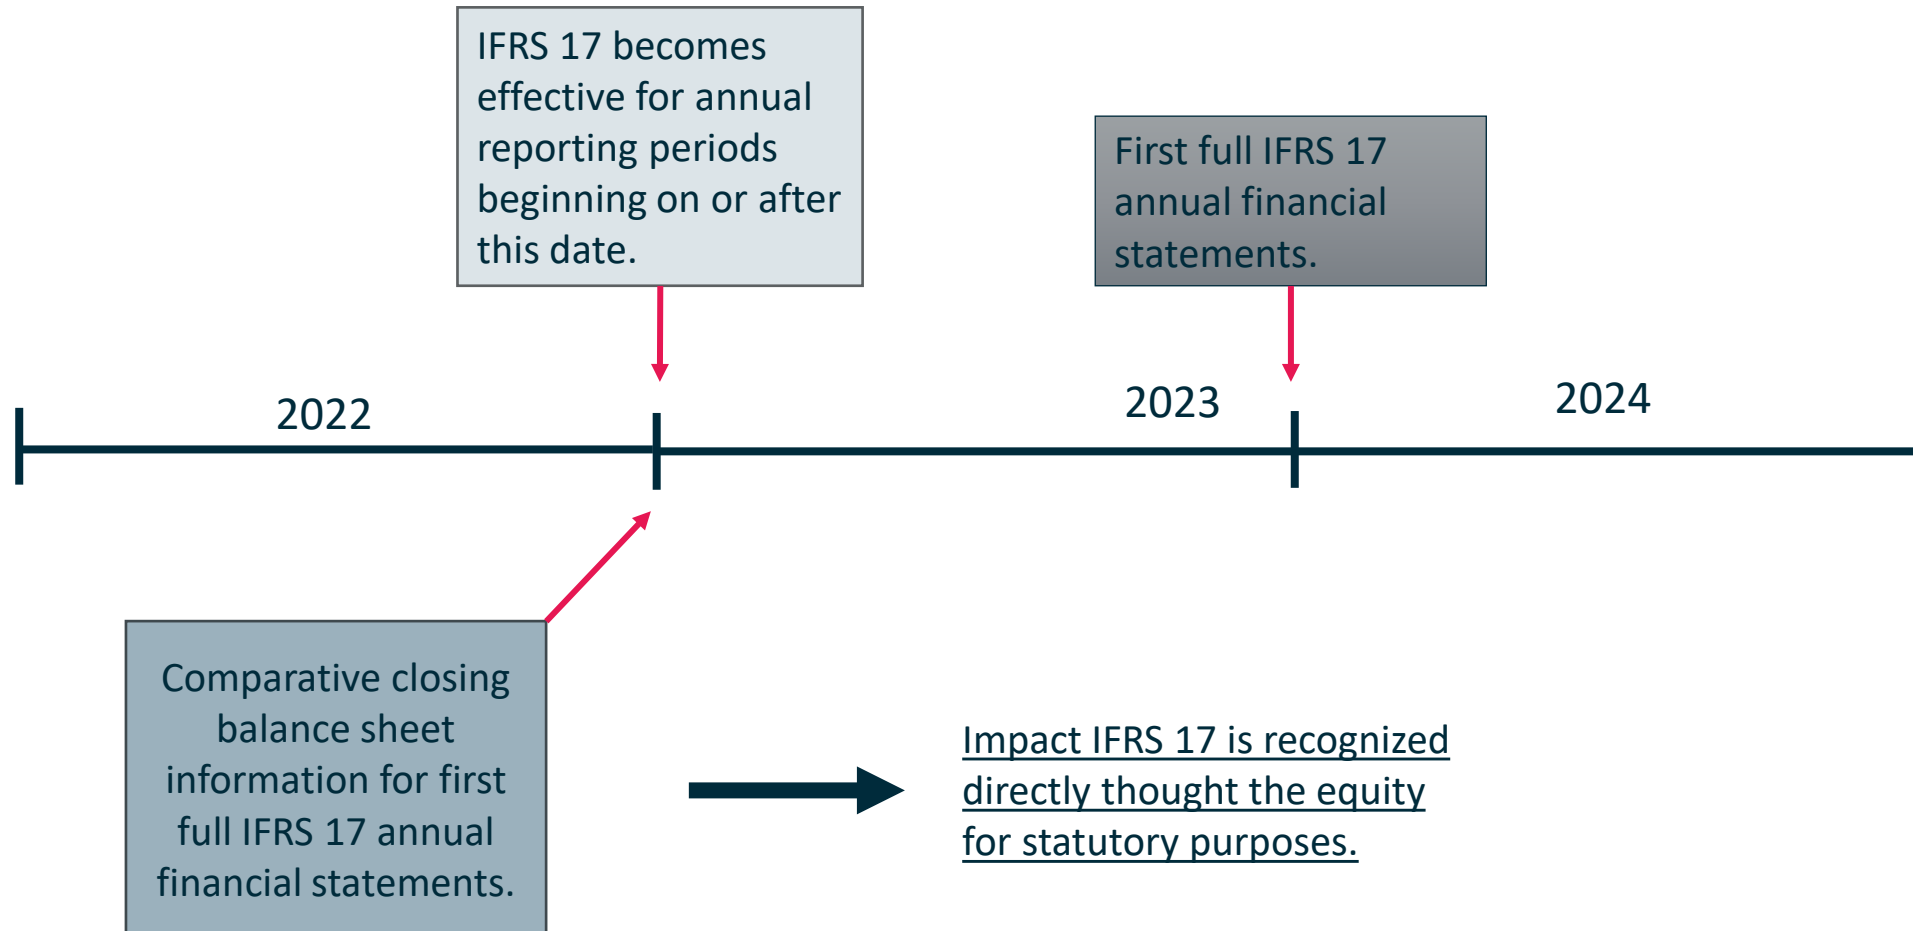 IFRS 17 becomes
effective for annual
reporting periods
beginning on or after
this date.
First full IFRS 17
annual financial
statements.
2022
2023
2024
Comparative closing
balance sheet
information for first
full IFRS 17 annual
financial statements.
Impact IFRS 17 is recognized
directly thought the equity
for statutory purposes.